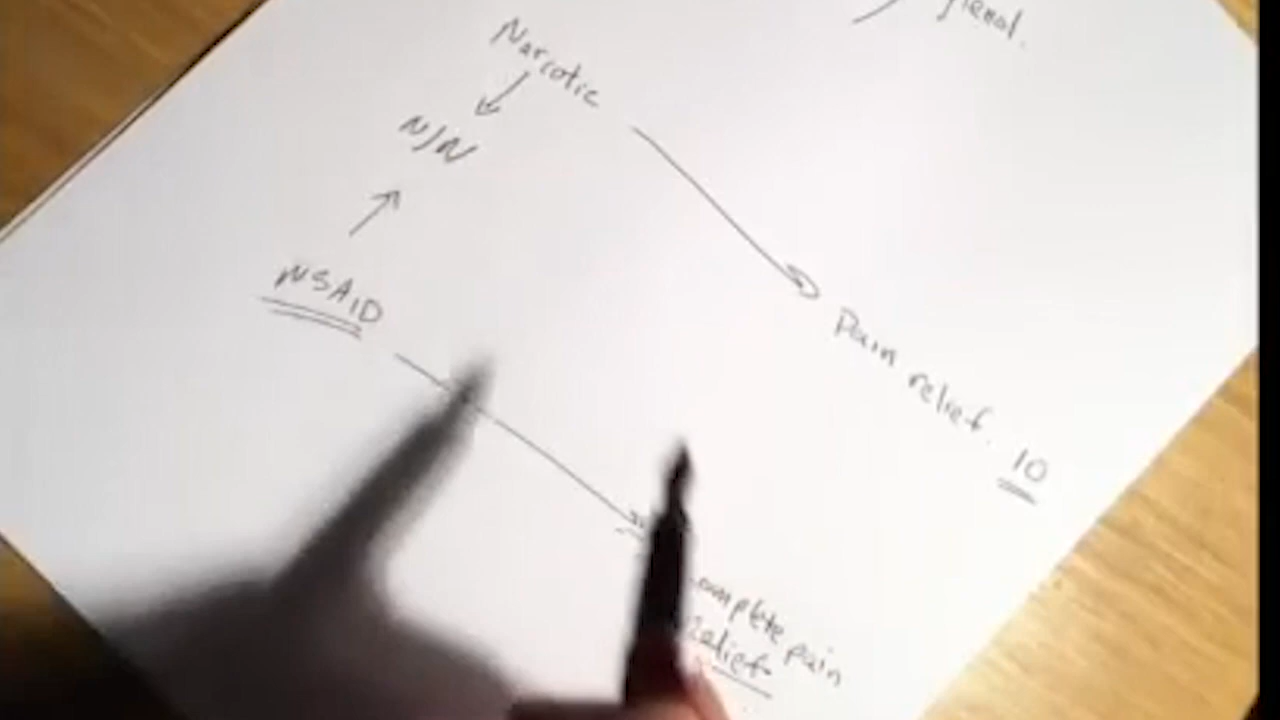 Narcotic
N/N
NSAID
Pain relief. 10
complete pain
relief